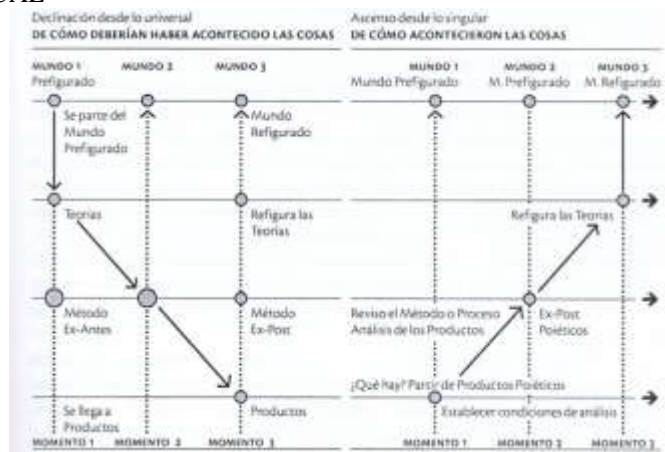 UAL
Declinación desde lo universal
DE CÓMO DEBERÍAN HABER ACONTECIDO LAS COSAS
MUNDO 1
MUNDO 2
MUNDO 3
Prefigurado
Se parte del
Mundo
Prefigurado
Mundo
Refigurado
Teorías
Refigura las
Teorías
Método
Ex-Antes
Método
Ex-Post
Se llega a
Productos
Productos
MOMENTO 1
MOMENTO 2
MOMENTO 3
Ascenso desde lo singular
DE CÓMO ACONTECIERON LAS COSAS
MUNDO 1
MUNDO 2
MUNDO 3
Mundo Prefigurado
M. Prefigurado
M. Refigurado
Refigura las Teorías
Reviso el Método o Proceso
Análisis de los Productos
Ex-Post
Poiéticos
¿Qué hay? Partir de Productos Poiéticos
Establecer condiciones de análisis
MOMENTO 1
MOMENTO 2
MOMENTO 3